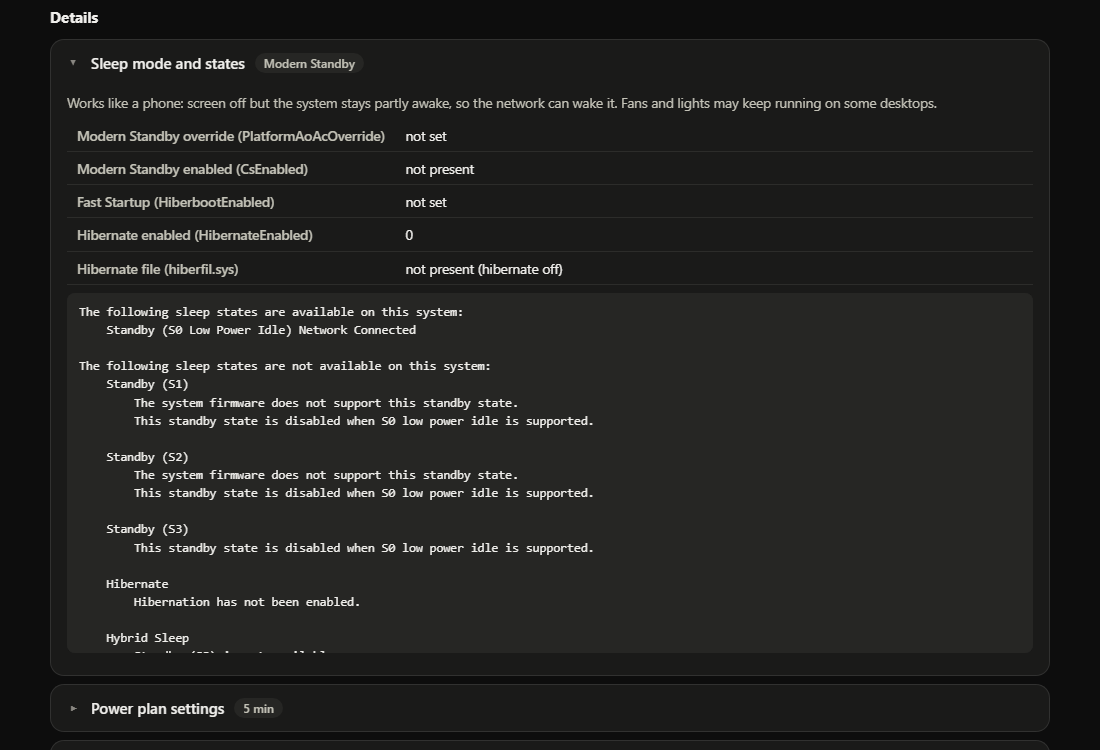 Details
Sleep mode and states Modern Standby
Works like a phone: screen off but the system stays partly awake, so the network can wake it. Fans and lights may keep running on some desktops.
Modern Standby override (PlatformAoAcOverride) not set
Modern Standby enabled (CsEnabled) not present
Fast Startup (HiberbootEnabled) not set
Hibernate enabled (HibernateEnabled) 0
Hibernate file (hiberfil.sys) not present (hibernate off)
The following sleep states are available on this system:
Standby (S0 Low Power Idle) Network Connected
The following sleep states are not available on this system:
Standby (S1)
The system firmware does not support this standby state.
This standby state is disabled when S0 low power idle is supported.
Standby (S2)
The system firmware does not support this standby state.
This standby state is disabled when S0 low power idle is supported.
Standby (S3)
This standby state is disabled when S0 low power idle is supported.
Hibernate
Hibernation has not been enabled.
Hybrid Sleep
Power plan settings 5 min